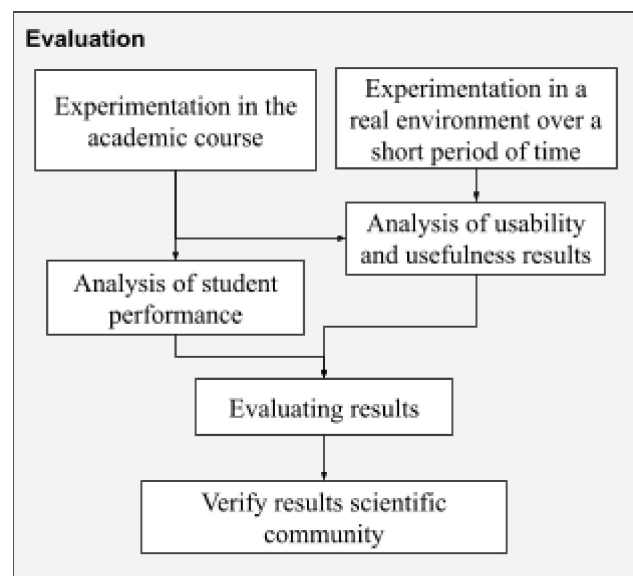 Evaluation
Experimentation in the
academic course
Experimentation in a
real environment over a
short period of time
Analysis of usability
and usefulness results
Analysis of student
performance
Evaluating results
Verify results scientific
community